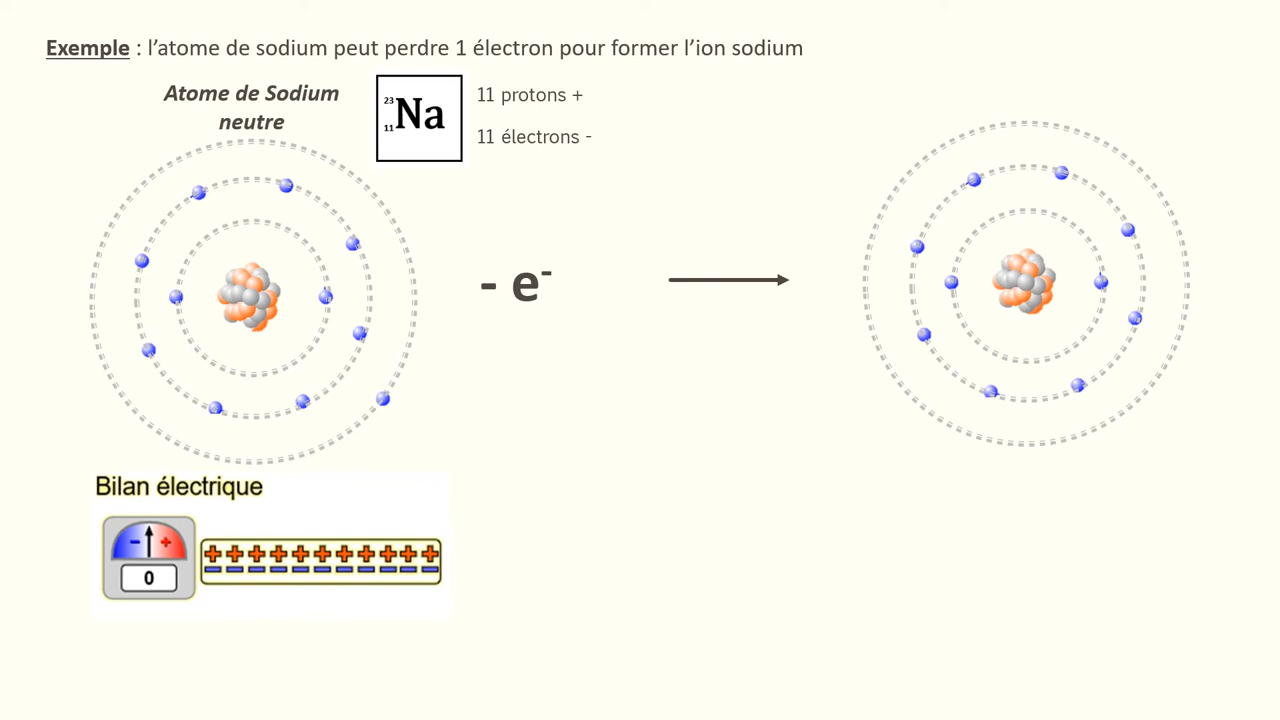 Exemple : l’atome de sodium peut perdre 1 électron pour former l’ion sodium
Atome de Sodium
neutre
23
11
Na
11 protons +
11 électrons -
- e-
Bilan électrique
- +
0
+ + + + + + + + + + +
- - - - - - - - - - -